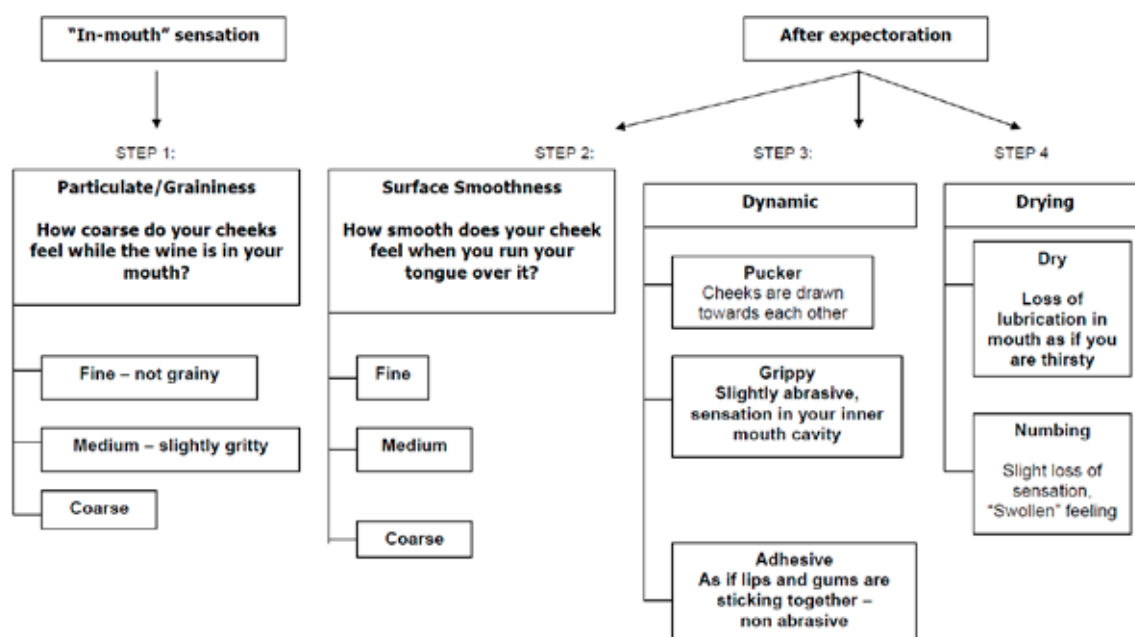 "In-mouth" sensation
After expectoration
STEP 1:
Particulate/Graininess
How coarse do your cheeks
feel while the wine is in your
mouth?
Fine – not grainy
Medium – slightly gritty
Coarse
STEP 2:
Surface Smoothness
How smooth does your cheek
feel when you run your
tongue over it?
Fine
Medium
Coarse
STEP 3:
Dynamic
Pucker
Cheeks are drawn
towards each other
Grippy
Slightly abrasive,
sensation in your inner
mouth cavity
Adhesive
As if lips and gums are
sticking together –
non abrasive
STEP 4
Drying
Dry
Loss of
lubrication in
mouth as if you
are thirsty
Numbing
Slight loss of
sensation,
"Swollen" feeling